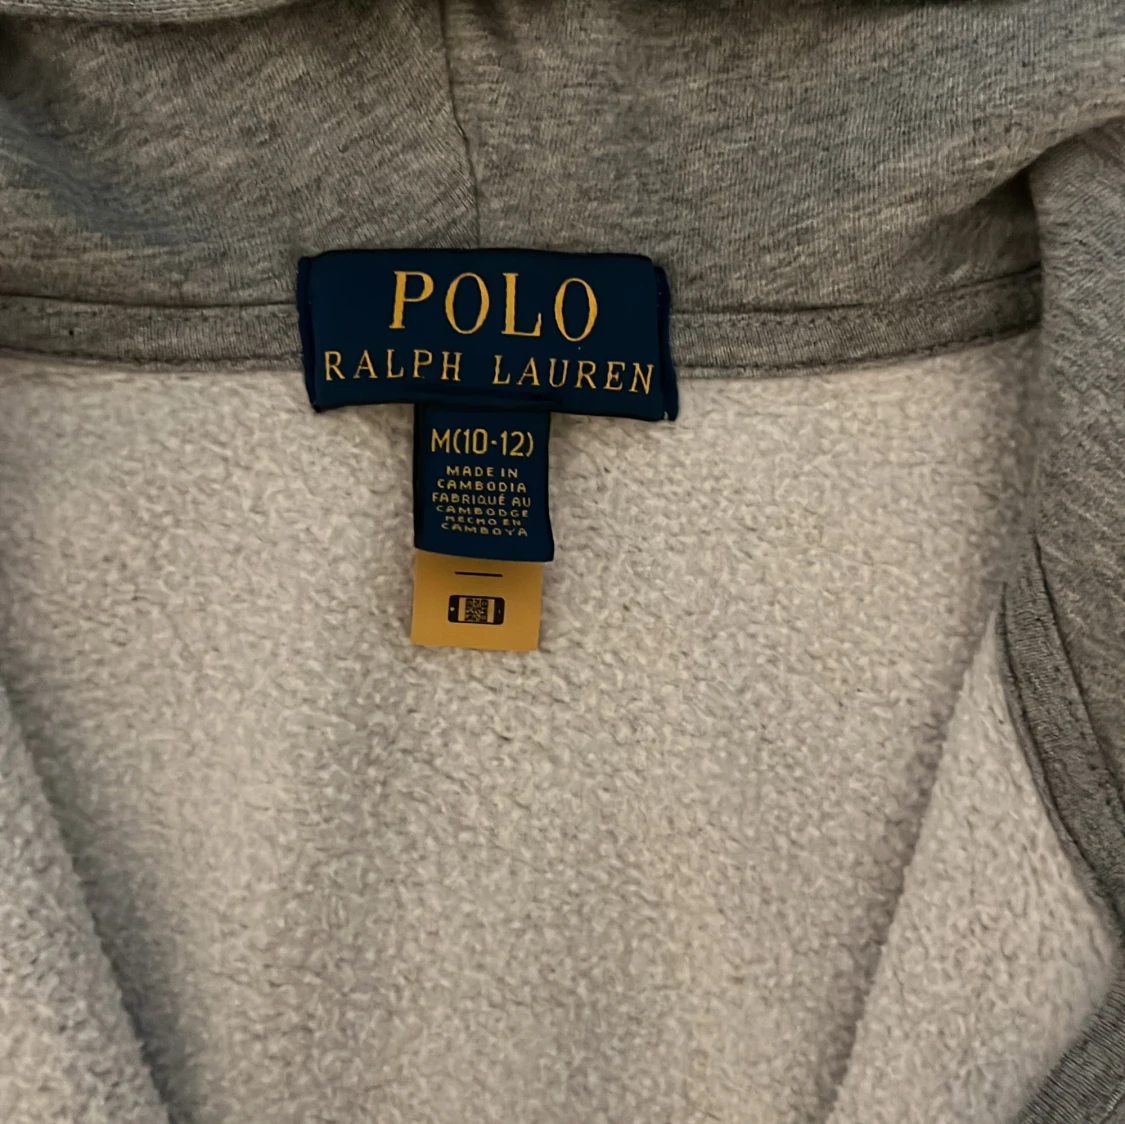 POLO
RALPH LAUREN
M(10-12)
MADE IN
CAMBODIA
FABRIQUÉ AU
CAMBODGE
HECHO EN
CAMBOYA